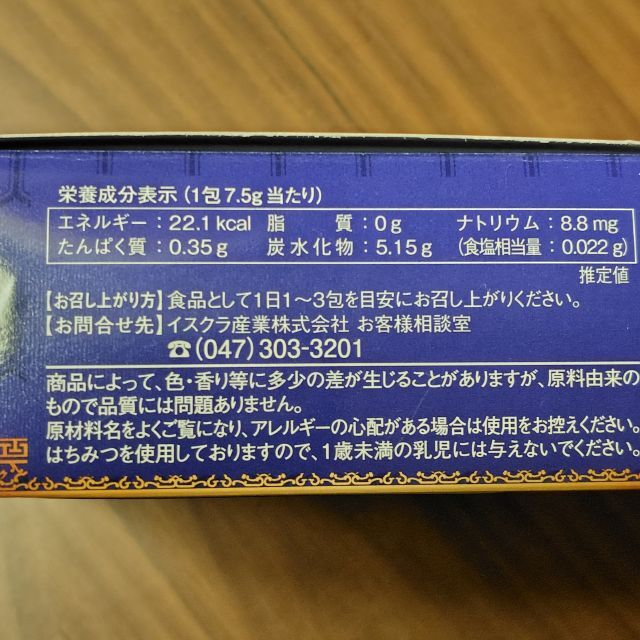 栄養成分表示(1包7.5g当たり)
エネルギー:22.1kcal 脂 質:0g ナトリウム:8.8mg
たんぱく質:0.35g 炭水化物:5.15g (食塩相当量:0.022g)
推定値
【お召し上がり方】食品として1日1〜3包を目安にお召し上がりください。
【お問合せ先】イスクラ産業株式会社 お客様相談室
☎(047)303-3201
商品によって、色・香り等に多少の差が生じることがありますが、原料由来の
もので品質には問題ありません。
原材料名をよくご覧になり、アレルギーの心配がある場合は使用をお控えください。
はちみつを使用しておりますので、1歳未満の乳児には与えないでください。